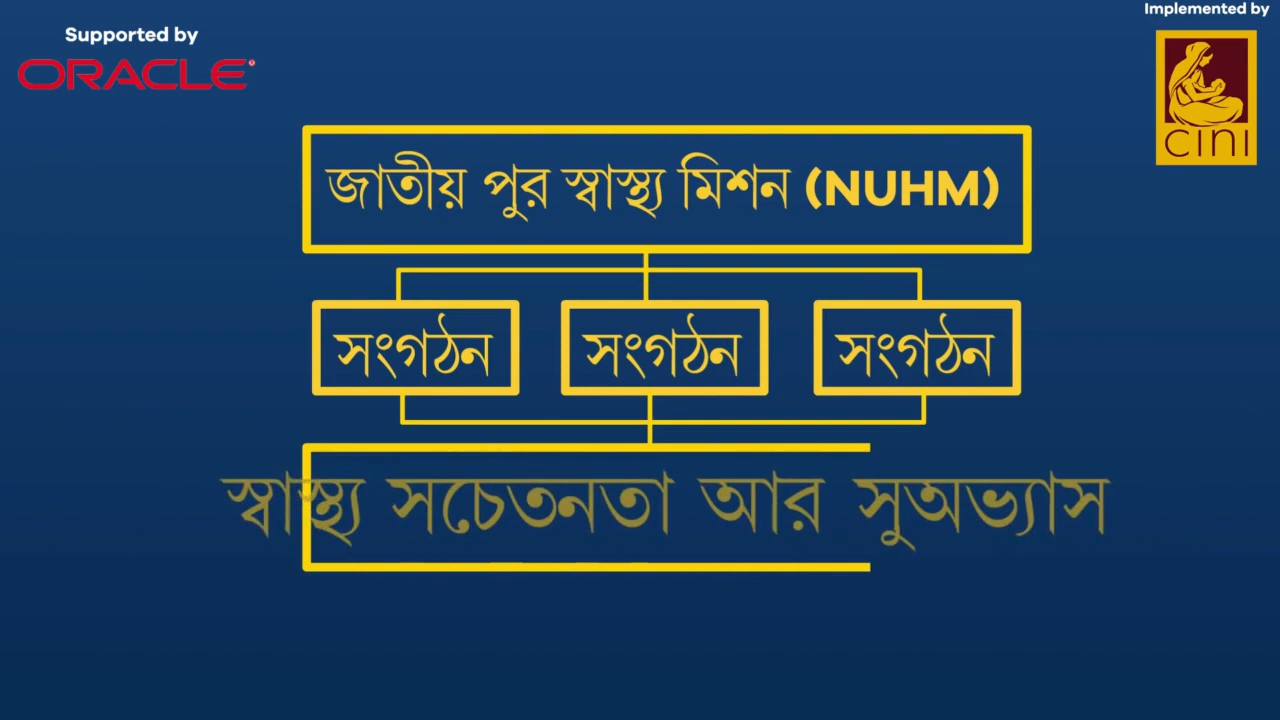 Implemented by
Supported by
ORACLE
CINI
জাতীয় পুর স্বাস্থ্য মিশন (NUHM)
সংগঠন সংগঠন সংগঠন
স্বাস্থ্য সচেতনতা আর সুঅভ্যাস